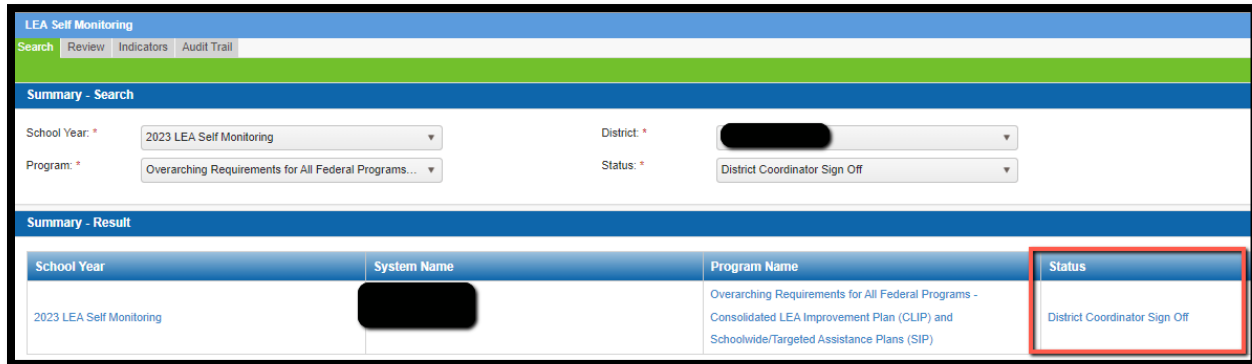 LEA Self Monitoring
Search Review Indicators Audit Trail
Summary - Search
School Year: * 2023 LEA Self Monitoring District: *
Program: * Overarching Requirements for All Federal Programs... Status: * District Coordinator Sign Off
Summary - Result
School Year System Name Program Name Status
Overarching Requirements for All Federal Programs -
2023 LEA Self Monitoring Consolidated LEA Improvement Plan (CLIP) and District Coordinator Sign Off
Schoolwide/Targeted Assistance Plans (SIP)